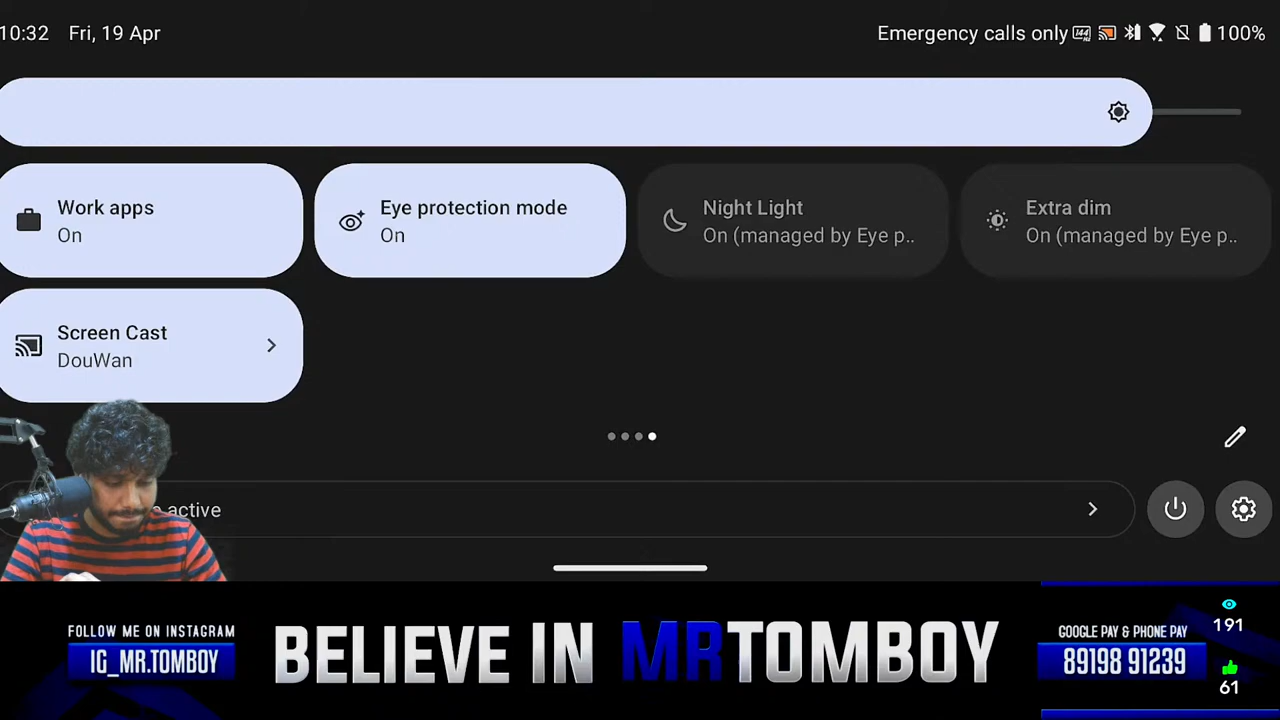 10:32 Fri, 19 Apr
Emergency calls only 144 Hz 100%
Work apps
On
Eye protection mode
On
Night Light
On (managed by Eye p..
Extra dim
On (managed by Eye p..
Screen Cast
DouWan
active
FOLLOW ME ON INSTAGRAM
IG_MR.TOMBOY
BELIEVE IN MRTOMBOY
GOOGLE PAY & PHONE PAY
89198 91239
191
61